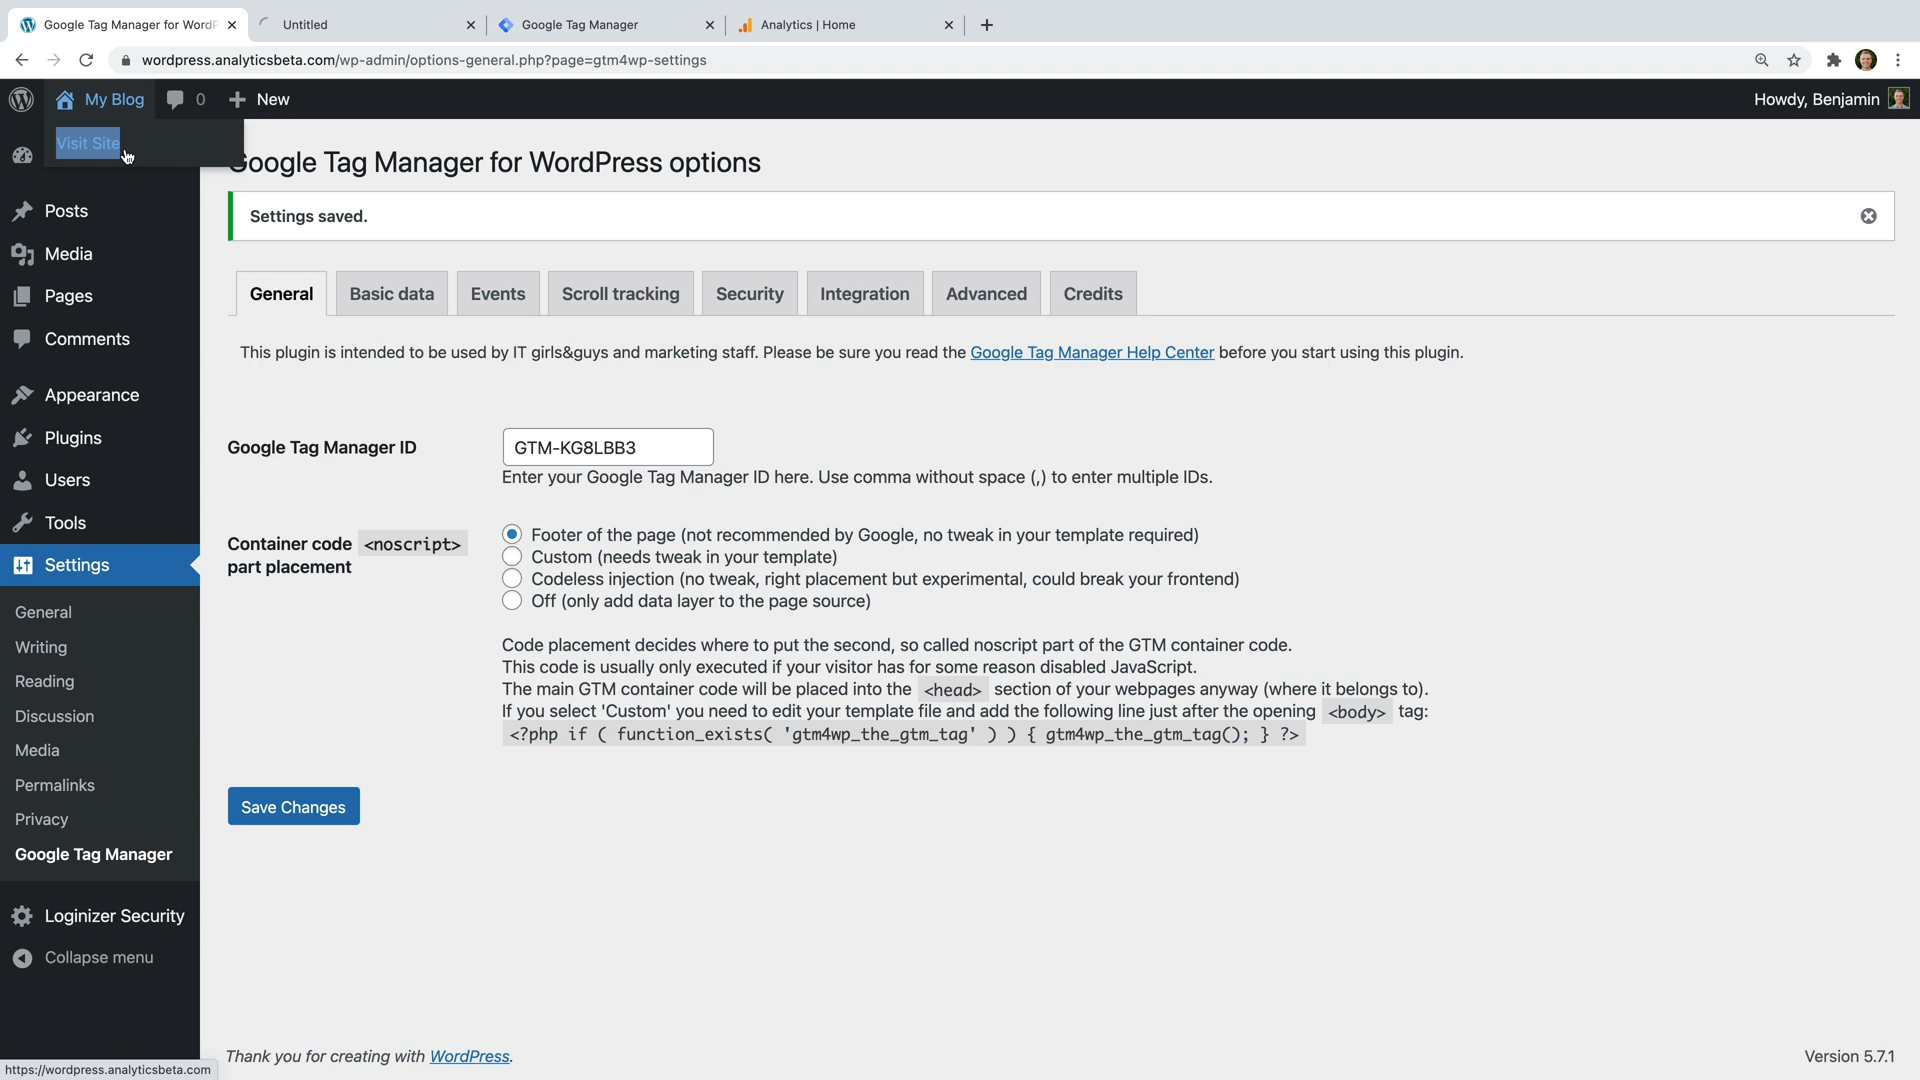 Google Tag Manager for WordP
Untitled
Google Tag Manager
Analytics | Home
wordpress.analyticsbeta.com/wp-admin/options-general.php?page=gtm4wp-settings
My Blog
0
New
Howdy, Benjamin
Visit Site
Google Tag Manager for WordPress options
Settings saved.
Posts
Media
Pages
Comments
Appearance
Plugins
Users
Tools
Settings
General
Writing
Reading
Discussion
Media
Permalinks
Privacy
Google Tag Manager
Loginizer Security
Collapse menu
General
Basic data
Events
Scroll tracking
Security
Integration
Advanced
Credits
This plugin is intended to be used by IT girls&guys and marketing staff. Please be sure you read the Google Tag Manager Help Center before you start using this plugin.
Google Tag Manager ID
GTM-KG8LBB3
Enter your Google Tag Manager ID here. Use comma without space (,) to enter multiple IDs.
Container code <noscript>
part placement
Footer of the page (not recommended by Google, no tweak in your template required)
Custom (needs tweak in your template)
Codeless injection (no tweak, right placement but experimental, could break your frontend)
Off (only add data layer to the page source)
Code placement decides where to put the second, so called noscript part of the GTM container code.
This code is usually only executed if your visitor has for some reason disabled JavaScript.
The main GTM container code will be placed into the <head> section of your webpages anyway (where it belongs to).
If you select 'Custom' you need to edit your template file and add the following line just after the opening <body> tag:
<?php if ( function_exists( 'gtm4wp_the_gtm_tag' ) ) { gtm4wp_the_gtm_tag(); } ?>
Save Changes
Thank you for creating with WordPress.
Version 5.7.1
https://wordpress.analyticsbeta.com